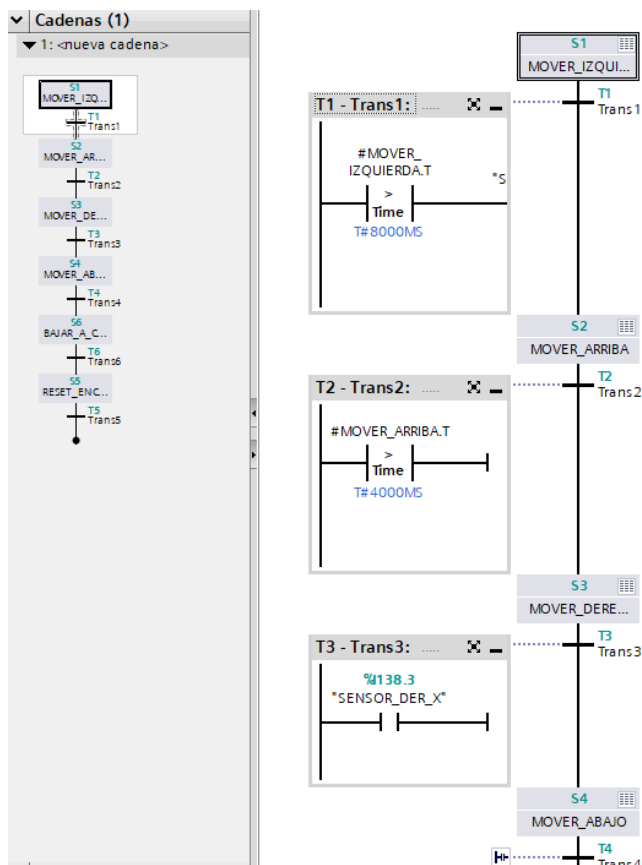 Cadenas (1)
1: <nueva cadena>
S1
MOVER_IZQ...
T1
Trans1
S2
MOVER_AR...
T2
Trans2
S3
MOVER_DE...
T3
Trans3
S4
MOVER_AB...
T4
Trans4
S6
BAJAR_A_C...
T6
Trans6
S5
RESET_ENC...
T5
Trans5
S1
MOVER_IZQUI...
T1
Trans1
T1 - Trans1: .....
#MOVER_
IZQUIERDA.T
"S
>
Time
T#8000MS
S2
MOVER_ARRIBA
T2
Trans2
T2 - Trans2: .....
#MOVER_ARRIBA.T
>
Time
T#4000MS
S3
MOVER_DERE...
T3
Trans3
T3 - Trans3: .....
%I138.3
"SENSOR_DER_X"
S4
MOVER_ABAJO
T4
Trans4